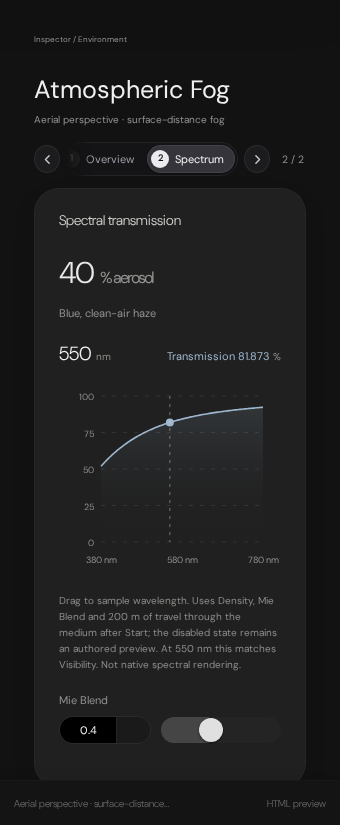 Inspector / Environment
Atmospheric Fog
Aerial perspective · surface-distance fog
1 Overview 2 Spectrum 2 / 2
Spectral transmission
40 % aerosol
Blue, clean-air haze
550 nm Transmission 81.873 %
100
75
50
25
0
380 nm 580 nm 780 nm
Drag to sample wavelength. Uses Density, Mie
Blend and 200 m of travel through the
medium after Start; the disabled state remains
an authored preview. At 550 nm this matches
Visibility. Not native spectral rendering.
Mie Blend
0.4
Aerial perspective · surface-distance... HTML preview